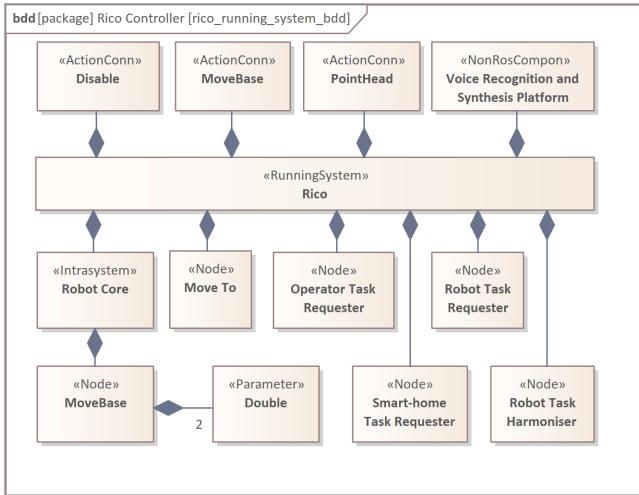 bdd [package] Rico Controller [rico_running_system_bdd]
«ActionConn»
Disable
«ActionConn»
MoveBase
«ActionConn»
PointHead
«NonRosCompon»
Voice Recognition and
Synthesis Platform
«RunningSystem»
Rico
«Intrasystem»
Robot Core
«Node»
Move To
«Node»
Operator Task
Requester
«Node»
Robot Task
Requester
«Node»
MoveBase
2
«Parameter»
Double
«Node»
Smart-home
Task Requester
«Node»
Robot Task
Harmoniser